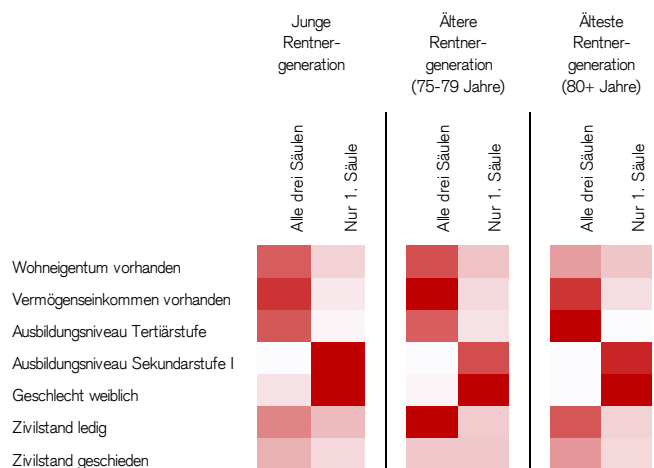 Junge
Rentner-
generation
Ältere
Rentner-
generation
(75-79 Jahre)
Älteste
Rentner-
generation
(80+ Jahre)
Alle drei Säulen
Nur 1. Säule
Alle drei Säulen
Nur 1. Säule
Alle drei Säulen
Nur 1. Säule
Wohneigentum vorhanden
Vermögenseinkommen vorhanden
Ausbildungsniveau Tertiärstufe
Ausbildungsniveau Sekundarstufe I
Geschlecht weiblich
Zivilstand ledig
Zivilstand geschieden